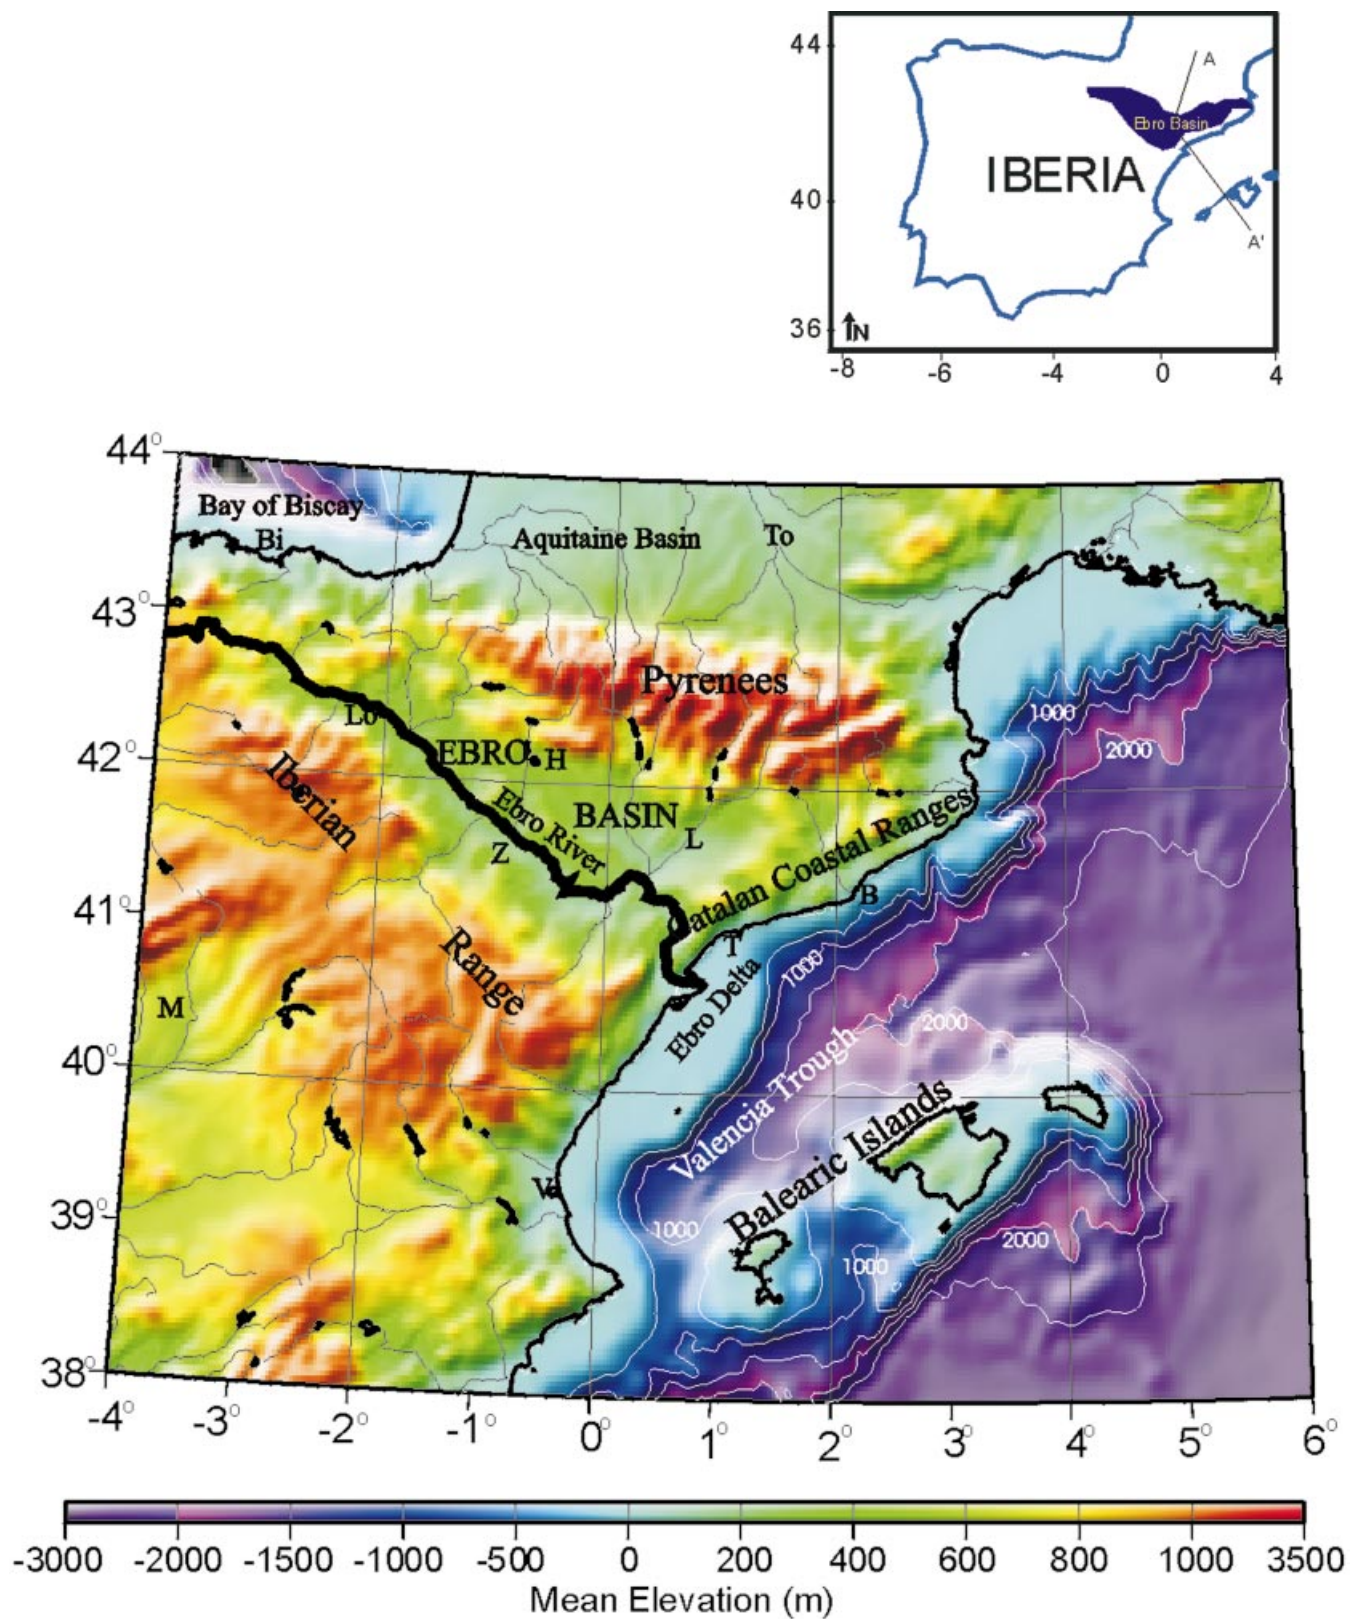 44
A
Ebro Basin
IBERIA
40
A'
36
N
-8
-6
-4
0
4
44°
Bay of Biscay
Bi
Aquitaine Basin
To
43°
Pyrenees
1000
Lo
2000
42°
EBRO
H
Iberian
Ebro River
BASIN
Z
L
Catalan Coastal Ranges
B
41°
T
Range
1000
Ebro Delta
M
2000
40°
Valencia Trough
Balearic Islands
39°
1000
2000
1000
38°
-4° -3° -2° -1° 0° 1° 2° 3° 4° 5° 6°
-3000 -2000 -1500 -1000 -500 0 200 400 600 800 1000 3500
Mean Elevation (m)